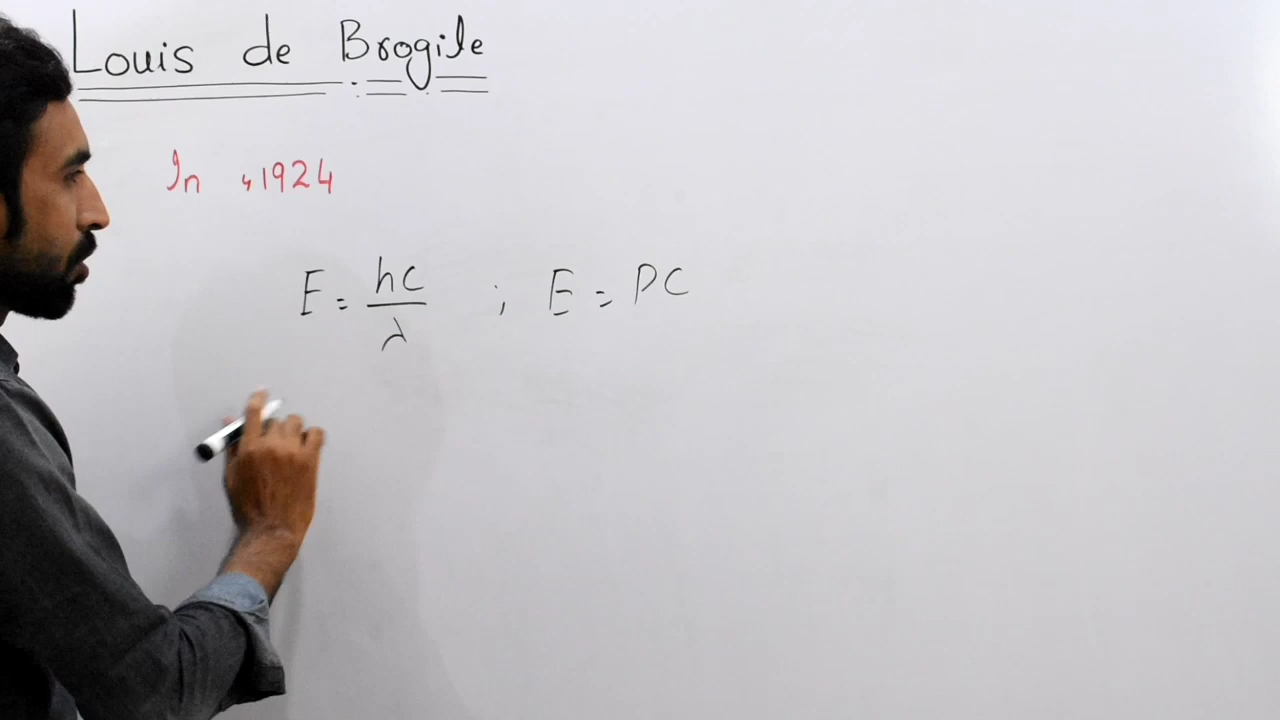 Louis de Brogile
In ,1924
E = hc/λ ; E = PC